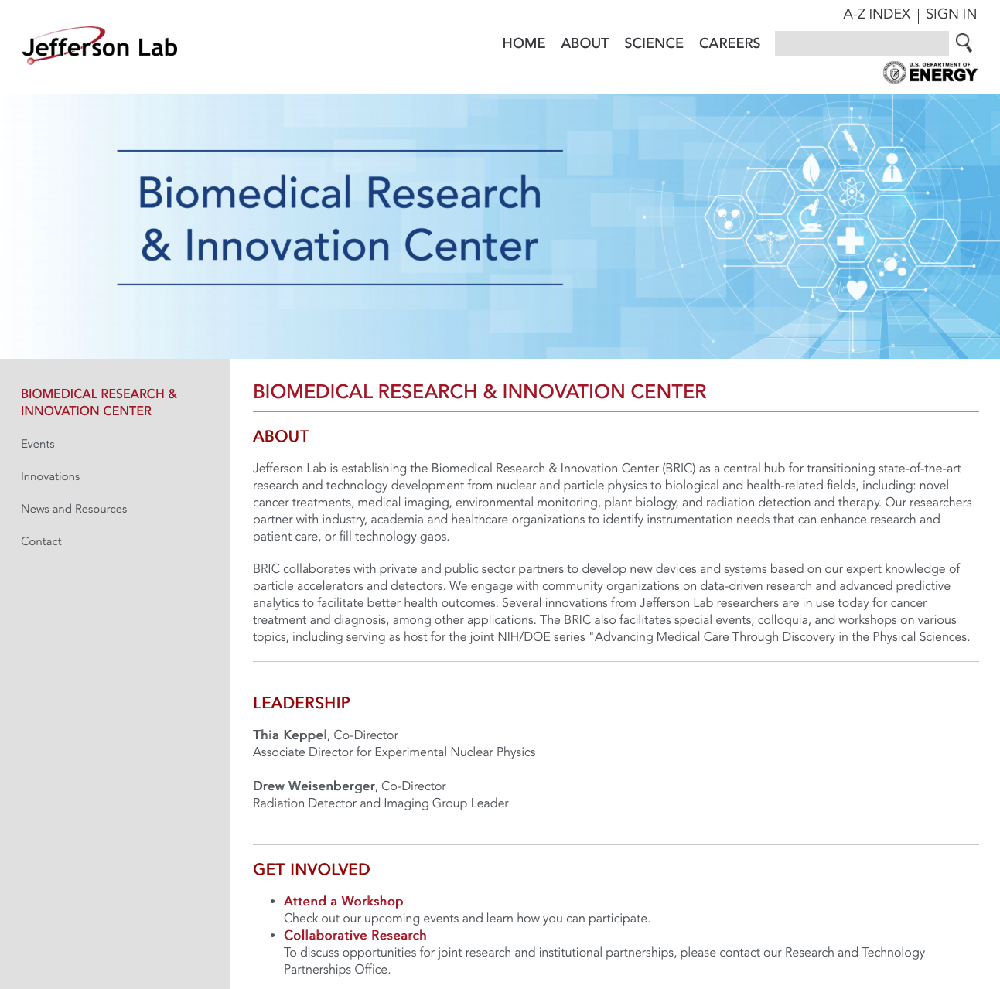 A-Z INDEX | SIGN IN
Jefferson Lab
HOME ABOUT SCIENCE CAREERS
U.S. DEPARTMENT OF
ENERGY
Biomedical Research
& Innovation Center
BIOMEDICAL RESEARCH &
INNOVATION CENTER
Events
Innovations
News and Resources
Contact
BIOMEDICAL RESEARCH & INNOVATION CENTER
ABOUT
Jefferson Lab is establishing the Biomedical Research & Innovation Center (BRIC) as a central hub for transitioning state-of-the-art
research and technology development from nuclear and particle physics to biological and health-related fields, including: novel
cancer treatments, medical imaging, environmental monitoring, plant biology, and radiation detection and therapy. Our researchers
partner with industry, academia and healthcare organizations to identify instrumentation needs that can enhance research and
patient care, or fill technology gaps.
BRIC collaborates with private and public sector partners to develop new devices and systems based on our expert knowledge of
particle accelerators and detectors. We engage with community organizations on data-driven research and advanced predictive
analytics to facilitate better health outcomes. Several innovations from Jefferson Lab researchers are in use today for cancer
treatment and diagnosis, among other applications. The BRIC also facilitates special events, colloquia, and workshops on various
topics, including serving as host for the joint NIH/DOE series "Advancing Medical Care Through Discovery in the Physical Sciences.
LEADERSHIP
Thia Keppel, Co-Director
Associate Director for Experimental Nuclear Physics
Drew Weisenberger, Co-Director
Radiation Detector and Imaging Group Leader
GET INVOLVED
• Attend a Workshop
Check out our upcoming events and learn how you can participate.
• Collaborative Research
To discuss opportunities for joint research and institutional partnerships, please contact our Research and Technology
Partnerships Office.